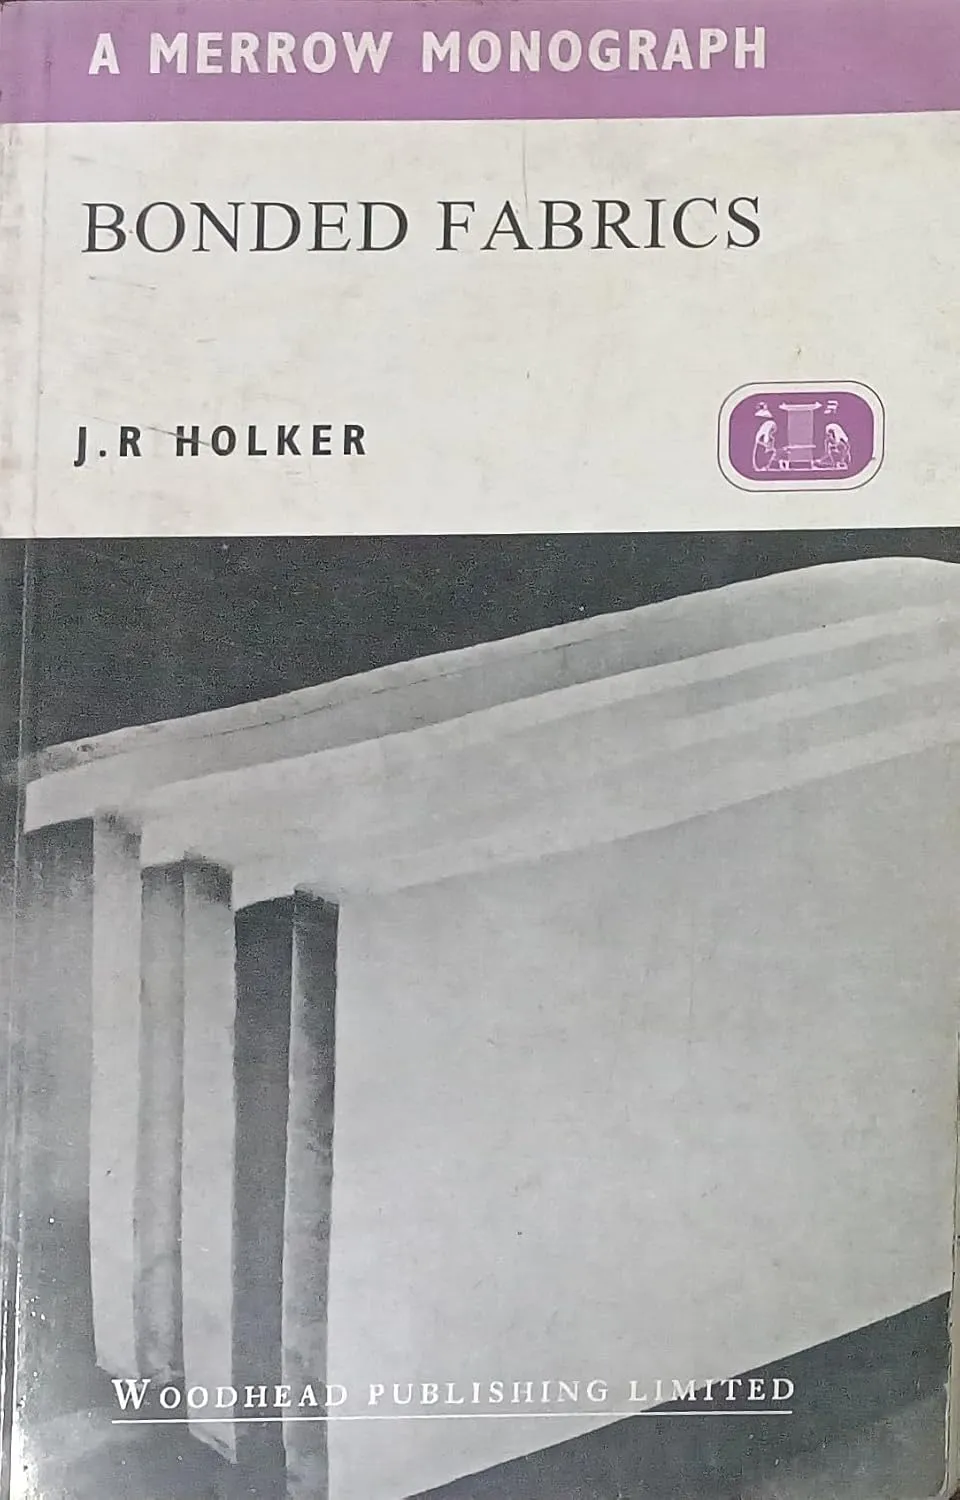 A MERROW MONOGRAPH
BONDED FABRICS
J.R HOLKER
WOODHEAD PUBLISHING LIMITED